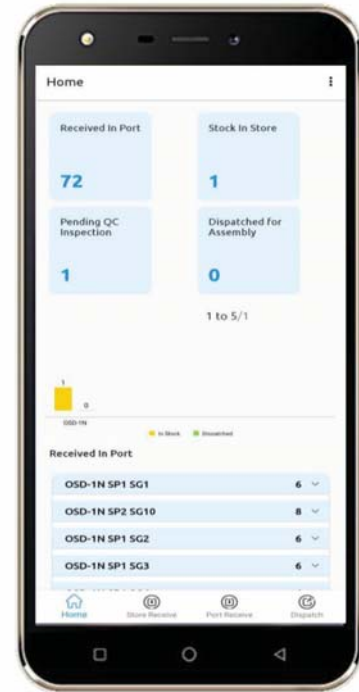 Home
Received In Port
72
Stock In Store
1
Pending QC
Inspection
1
Dispatched for
Assembly
0
1 to 5/1
1
0
OSD-1N
In Stock
Dispatched
Received In Port
OSD-1N SP1 SG1 6
OSD-1N SP2 SG10 8
OSD-1N SP1 SG2 6
OSD-1N SP1 SG3 6
Home
Store Receive
Port Receive
Dispatch